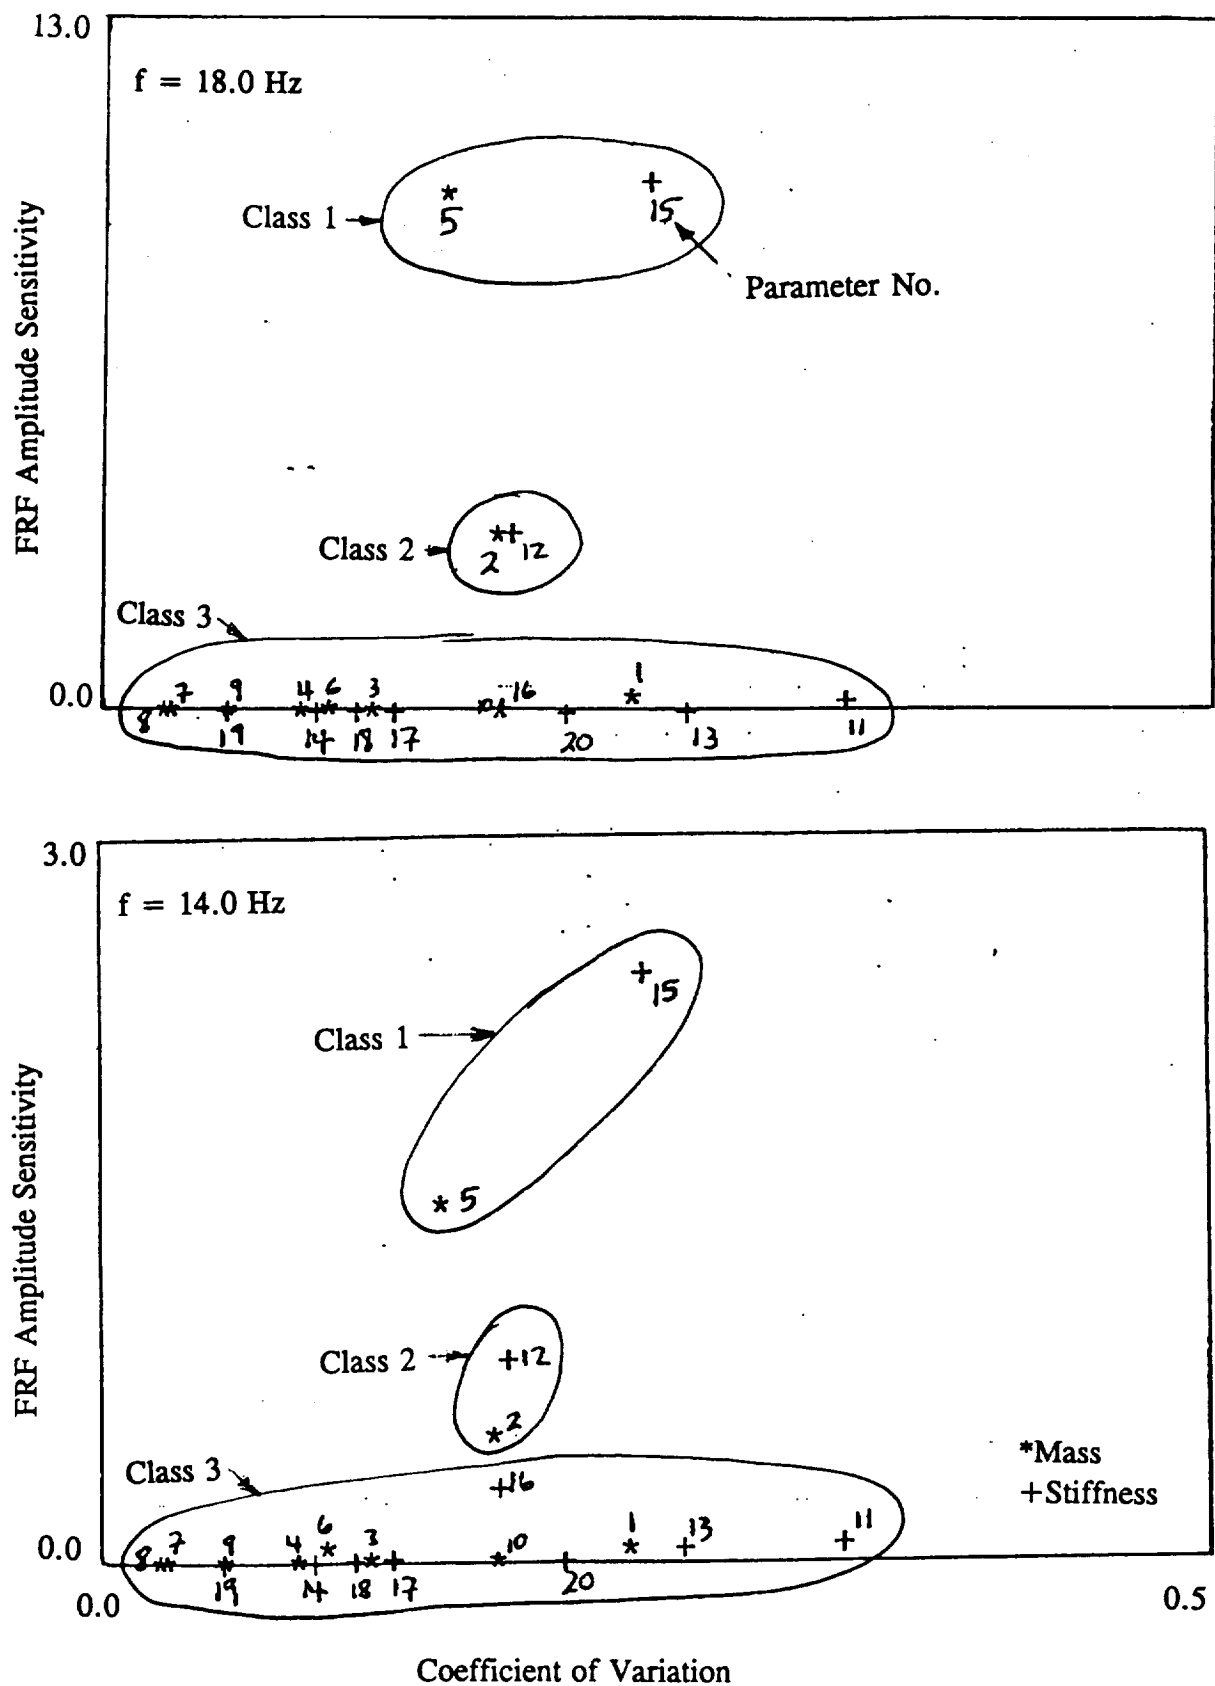 13.0
f = 18.0 Hz
FRF Amplitude Sensitivity
* 5
+ 15
Class 1
Parameter No.
Class 2
*+
2 12
Class 3
0.0
7 9 4 6 3 10 16 1
8 19 14 18 17 20 13 11
3.0
f = 14.0 Hz
FRF Amplitude Sensitivity
+ 15
Class 1
* 5
Class 2
+12
*2
Class 3
+16
*Mass
+Stiffness
0.0
8 7 9 4 6 3 10 1 13 11
19 14 18 17 20
0.0
0.5
Coefficient of Variation